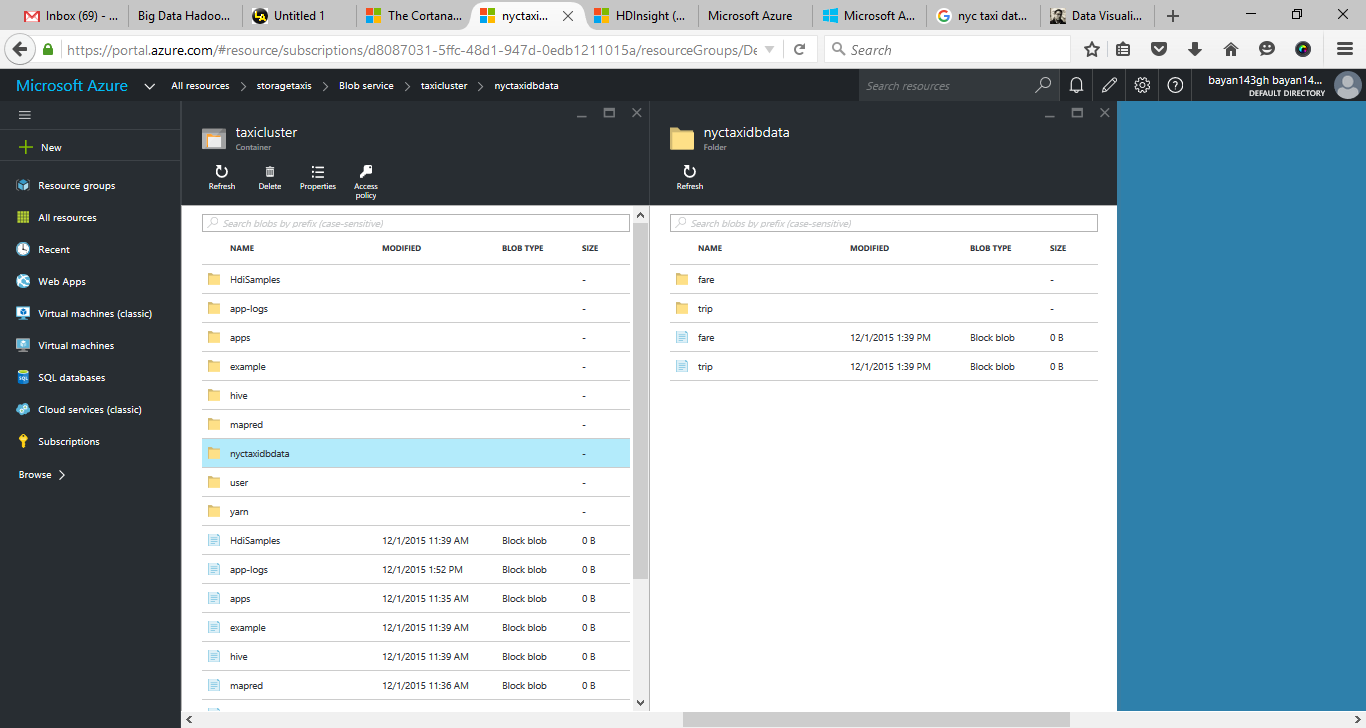 Inbox (69) - ...
Big Data Hadoo...
Untitled 1
The Cortana...
nyctaxi...
HDInsight (...
Microsoft Azure
Microsoft A...
nyc taxi dat...
Data Visuali...
https://portal.azure.com/#resource/subscriptions/d8087031-5ffc-48d1-947d-0edb1211015a/resourceGroups/De
Search
Microsoft Azure
All resources > storagetaxis > Blob service > taxicluster > nyctaxidbdata
Search resources
bayan143gh bayan14...
DEFAULT DIRECTORY
New
Resource groups
All resources
Recent
Web Apps
Virtual machines (classic)
Virtual machines
SQL databases
Cloud services (classic)
Subscriptions
Browse >
taxicluster
Container
Refresh Delete Properties Access policy
Search blobs by prefix (case-sensitive)
NAME MODIFIED BLOB TYPE SIZE
HdiSamples -
app-logs -
apps -
example -
hive -
mapred -
nyctaxidbdata -
user -
yarn -
HdiSamples 12/1/2015 11:39 AM Block blob 0 B
app-logs 12/1/2015 1:52 PM Block blob 0 B
apps 12/1/2015 11:35 AM Block blob 0 B
example 12/1/2015 11:39 AM Block blob 0 B
hive 12/1/2015 11:39 AM Block blob 0 B
mapred 12/1/2015 11:36 AM Block blob 0 B
nyctaxidbdata
Folder
Refresh
Search blobs by prefix (case-sensitive)
NAME MODIFIED BLOB TYPE SIZE
fare -
trip -
fare 12/1/2015 1:39 PM Block blob 0 B
trip 12/1/2015 1:39 PM Block blob 0 B